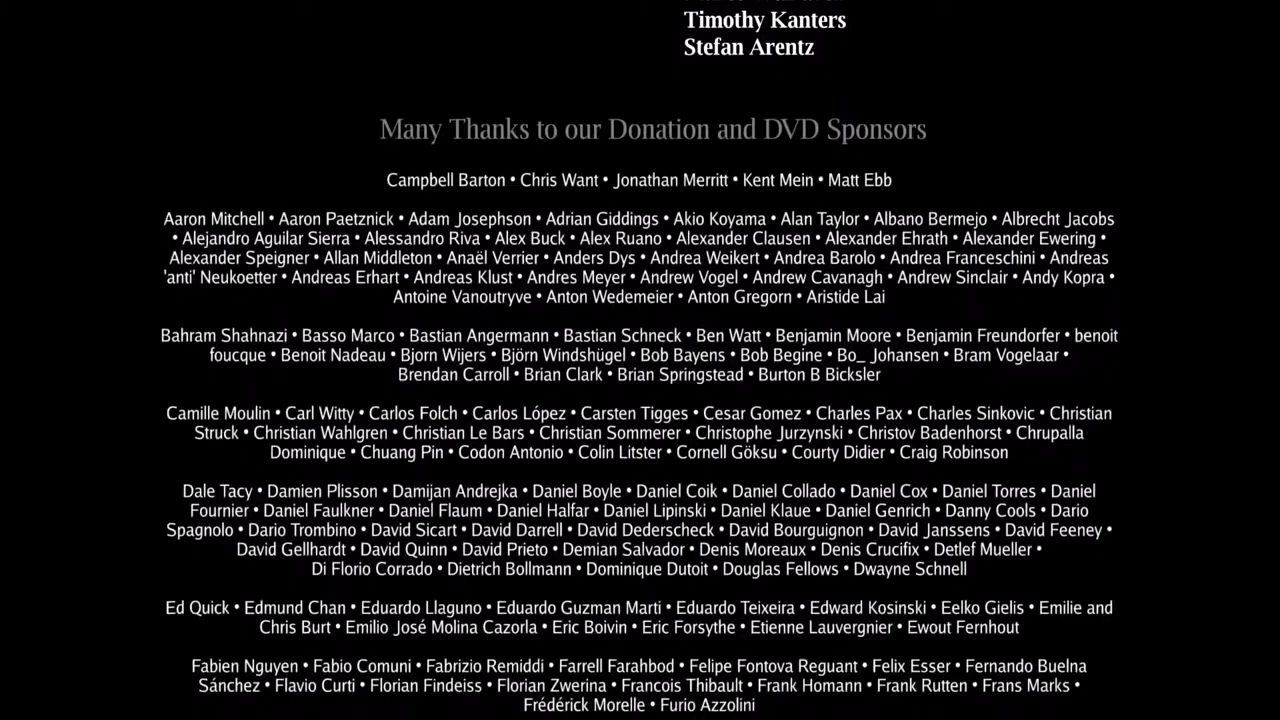 Timothy Kanters
Stefan Arentz
Many Thanks to our Donation and DVD Sponsors
Campbell Barton • Chris Want • Jonathan Merritt • Kent Mein • Matt Ebb
Aaron Mitchell • Aaron Paetznick • Adam Josephson • Adrian Giddings • Akio Koyama • Alan Taylor • Albano Bermejo • Albrecht Jacobs
• Alejandro Aguilar Sierra • Alessandro Riva • Alex Buck • Alex Ruano • Alexander Clausen • Alexander Ehrath • Alexander Ewering •
Alexander Speigner • Allan Middleton • Anaël Verrier • Anders Dys • Andrea Weikert • Andrea Barolo • Andrea Franceschini • Andreas
'anti' Neukoetter • Andreas Erhart • Andreas Klust • Andres Meyer • Andrew Vogel • Andrew Cavanagh • Andrew Sinclair • Andy Kopra •
Antoine Vanoutryve • Anton Wedemeier • Anton Gregorn • Aristide Lai
Bahram Shahnazi • Basso Marco • Bastian Angermann • Bastian Schneck • Ben Watt • Benjamin Moore • Benjamin Freundorfer • benoit
foucque • Benoit Nadeau • Bjorn Wijers • Björn Windshügel • Bob Bayens • Bob Begine • Bo_ Johansen • Bram Vogelaar •
Brendan Carroll • Brian Clark • Brian Springstead • Burton B Bicksler
Camille Moulin • Carl Witty • Carlos Folch • Carlos López • Carsten Tigges • Cesar Gomez • Charles Pax • Charles Sinkovic • Christian
Struck • Christian Wahlgren • Christian Le Bars • Christian Sommerer • Christophe Jurzynski • Christov Badenhorst • Chrupalla
Dominique • Chuang Pin • Codon Antonio • Colin Litster • Cornell Göksu • Courty Didier • Craig Robinson
Dale Tacy • Damien Plisson • Damijan Andrejka • Daniel Boyle • Daniel Coik • Daniel Collado • Daniel Cox • Daniel Torres • Daniel
Fournier • Daniel Faulkner • Daniel Flaum • Daniel Halfar • Daniel Lipinski • Daniel Klaue • Daniel Genrich • Danny Cools • Dario
Spagnolo • Dario Trombino • David Sicart • David Darrell • David Dederscheck • David Bourguignon • David Janssens • David Feeney •
David Gellhardt • David Quinn • David Prieto • Demian Salvador • Denis Moreaux • Denis Crucifix • Detlef Mueller •
Di Florio Corrado • Dietrich Bollmann • Dominique Dutoit • Douglas Fellows • Dwayne Schnell
Ed Quick • Edmund Chan • Eduardo Llaguno • Eduardo Guzman Marti • Eduardo Teixeira • Edward Kosinski • Eelko Gielis • Emilie and
Chris Burt • Emilio José Molina Cazorla • Eric Boivin • Eric Forsythe • Etienne Lauvergnier • Ewout Fernhout
Fabien Nguyen • Fabio Comuni • Fabrizio Remiddi • Farrell Farahbod • Felipe Fontova Reguant • Felix Esser • Fernando Buelna
Sánchez • Flavio Curti • Florian Findeiss • Florian Zwerina • Francois Thibault • Frank Homann • Frank Rutten • Frans Marks •
Frédérick Morelle • Furio Azzolini